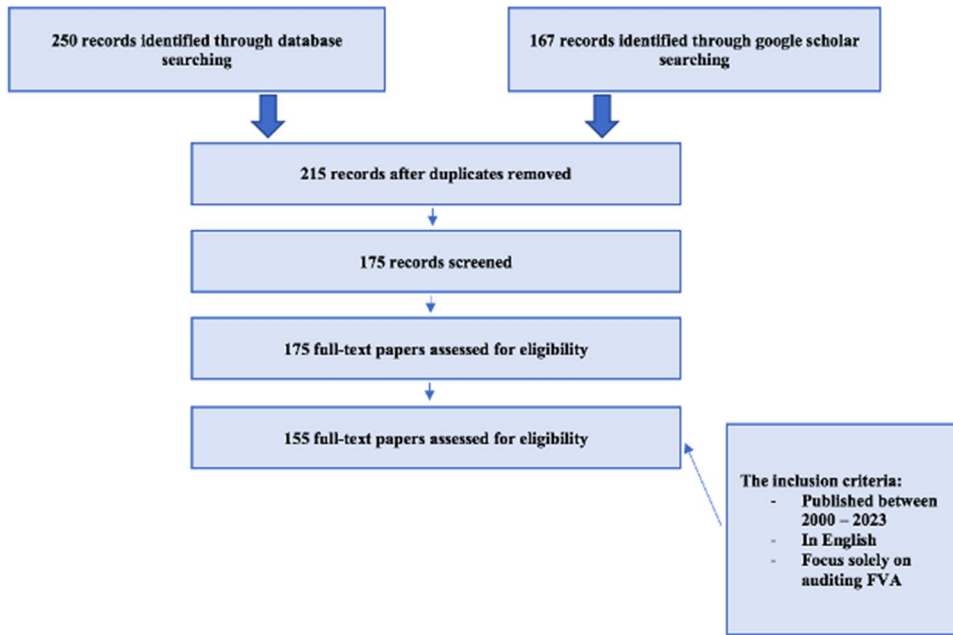 250 records identified through database
searching
167 records identified through google scholar
searching
215 records after duplicates removed
175 records screened
175 full-text papers assessed for eligibility
155 full-text papers assessed for eligibility
The inclusion criteria:
- Published between
2000 – 2023
- In English
- Focus solely on
auditing FVA